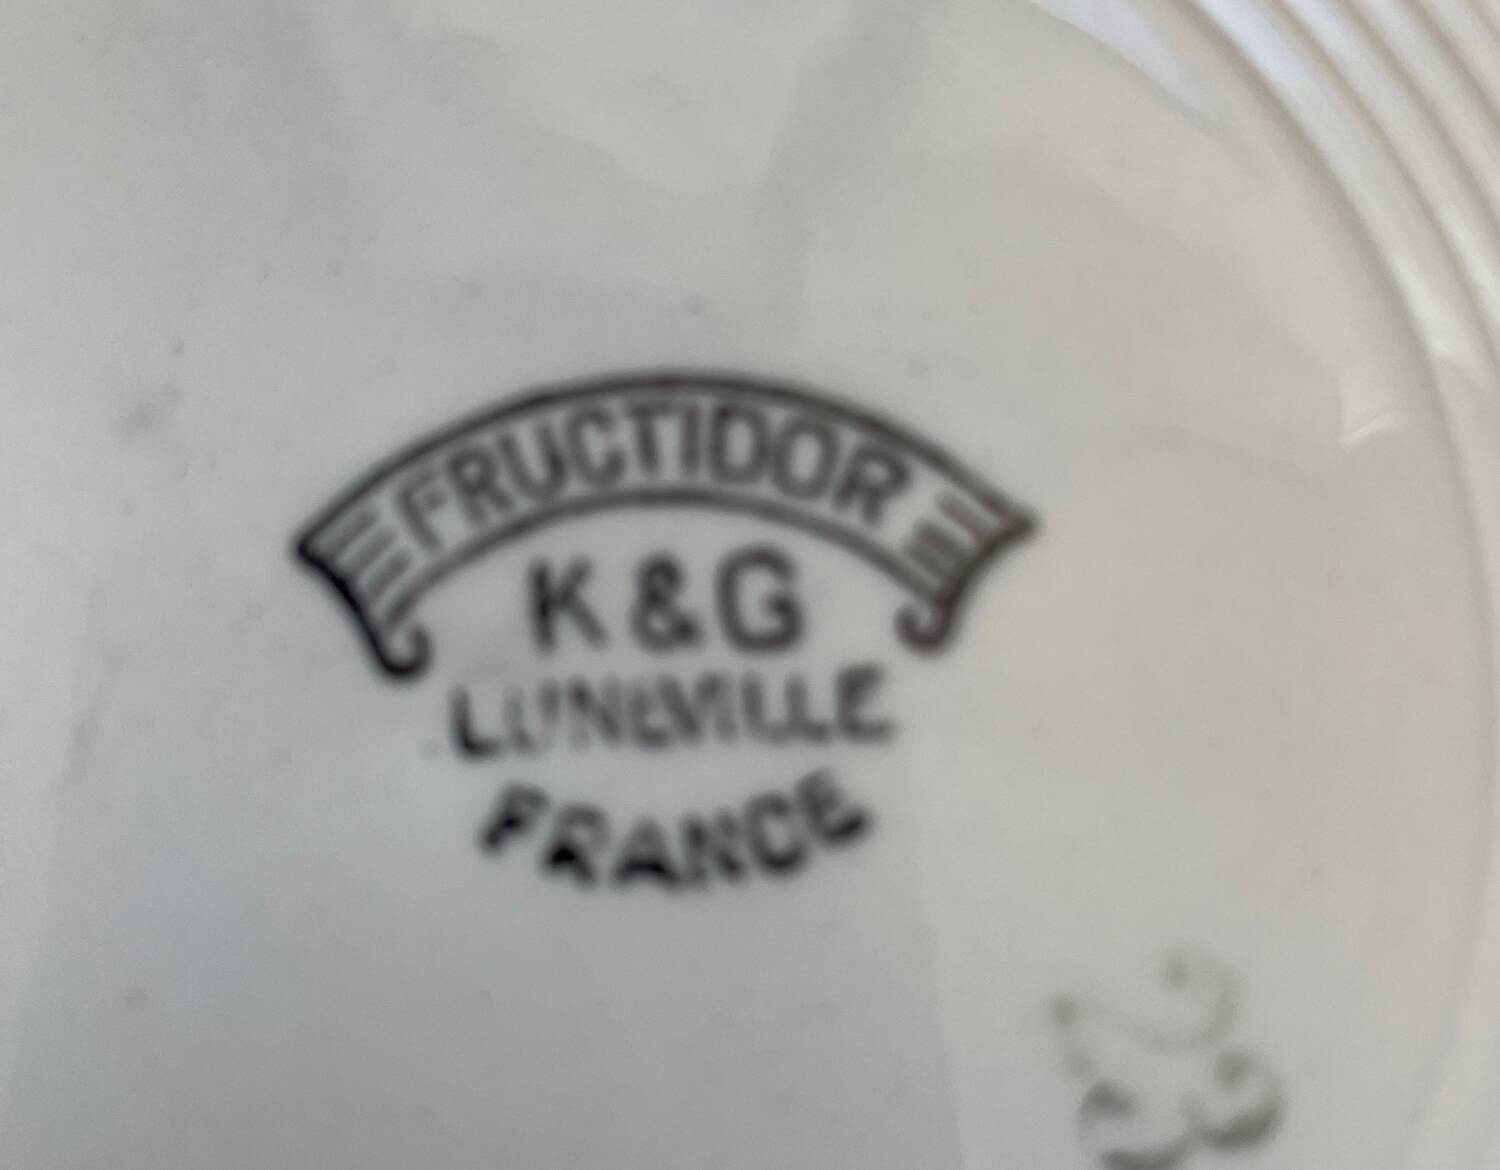 FRUCTIDOR
K & G
LUNEVILLE
FRANCE